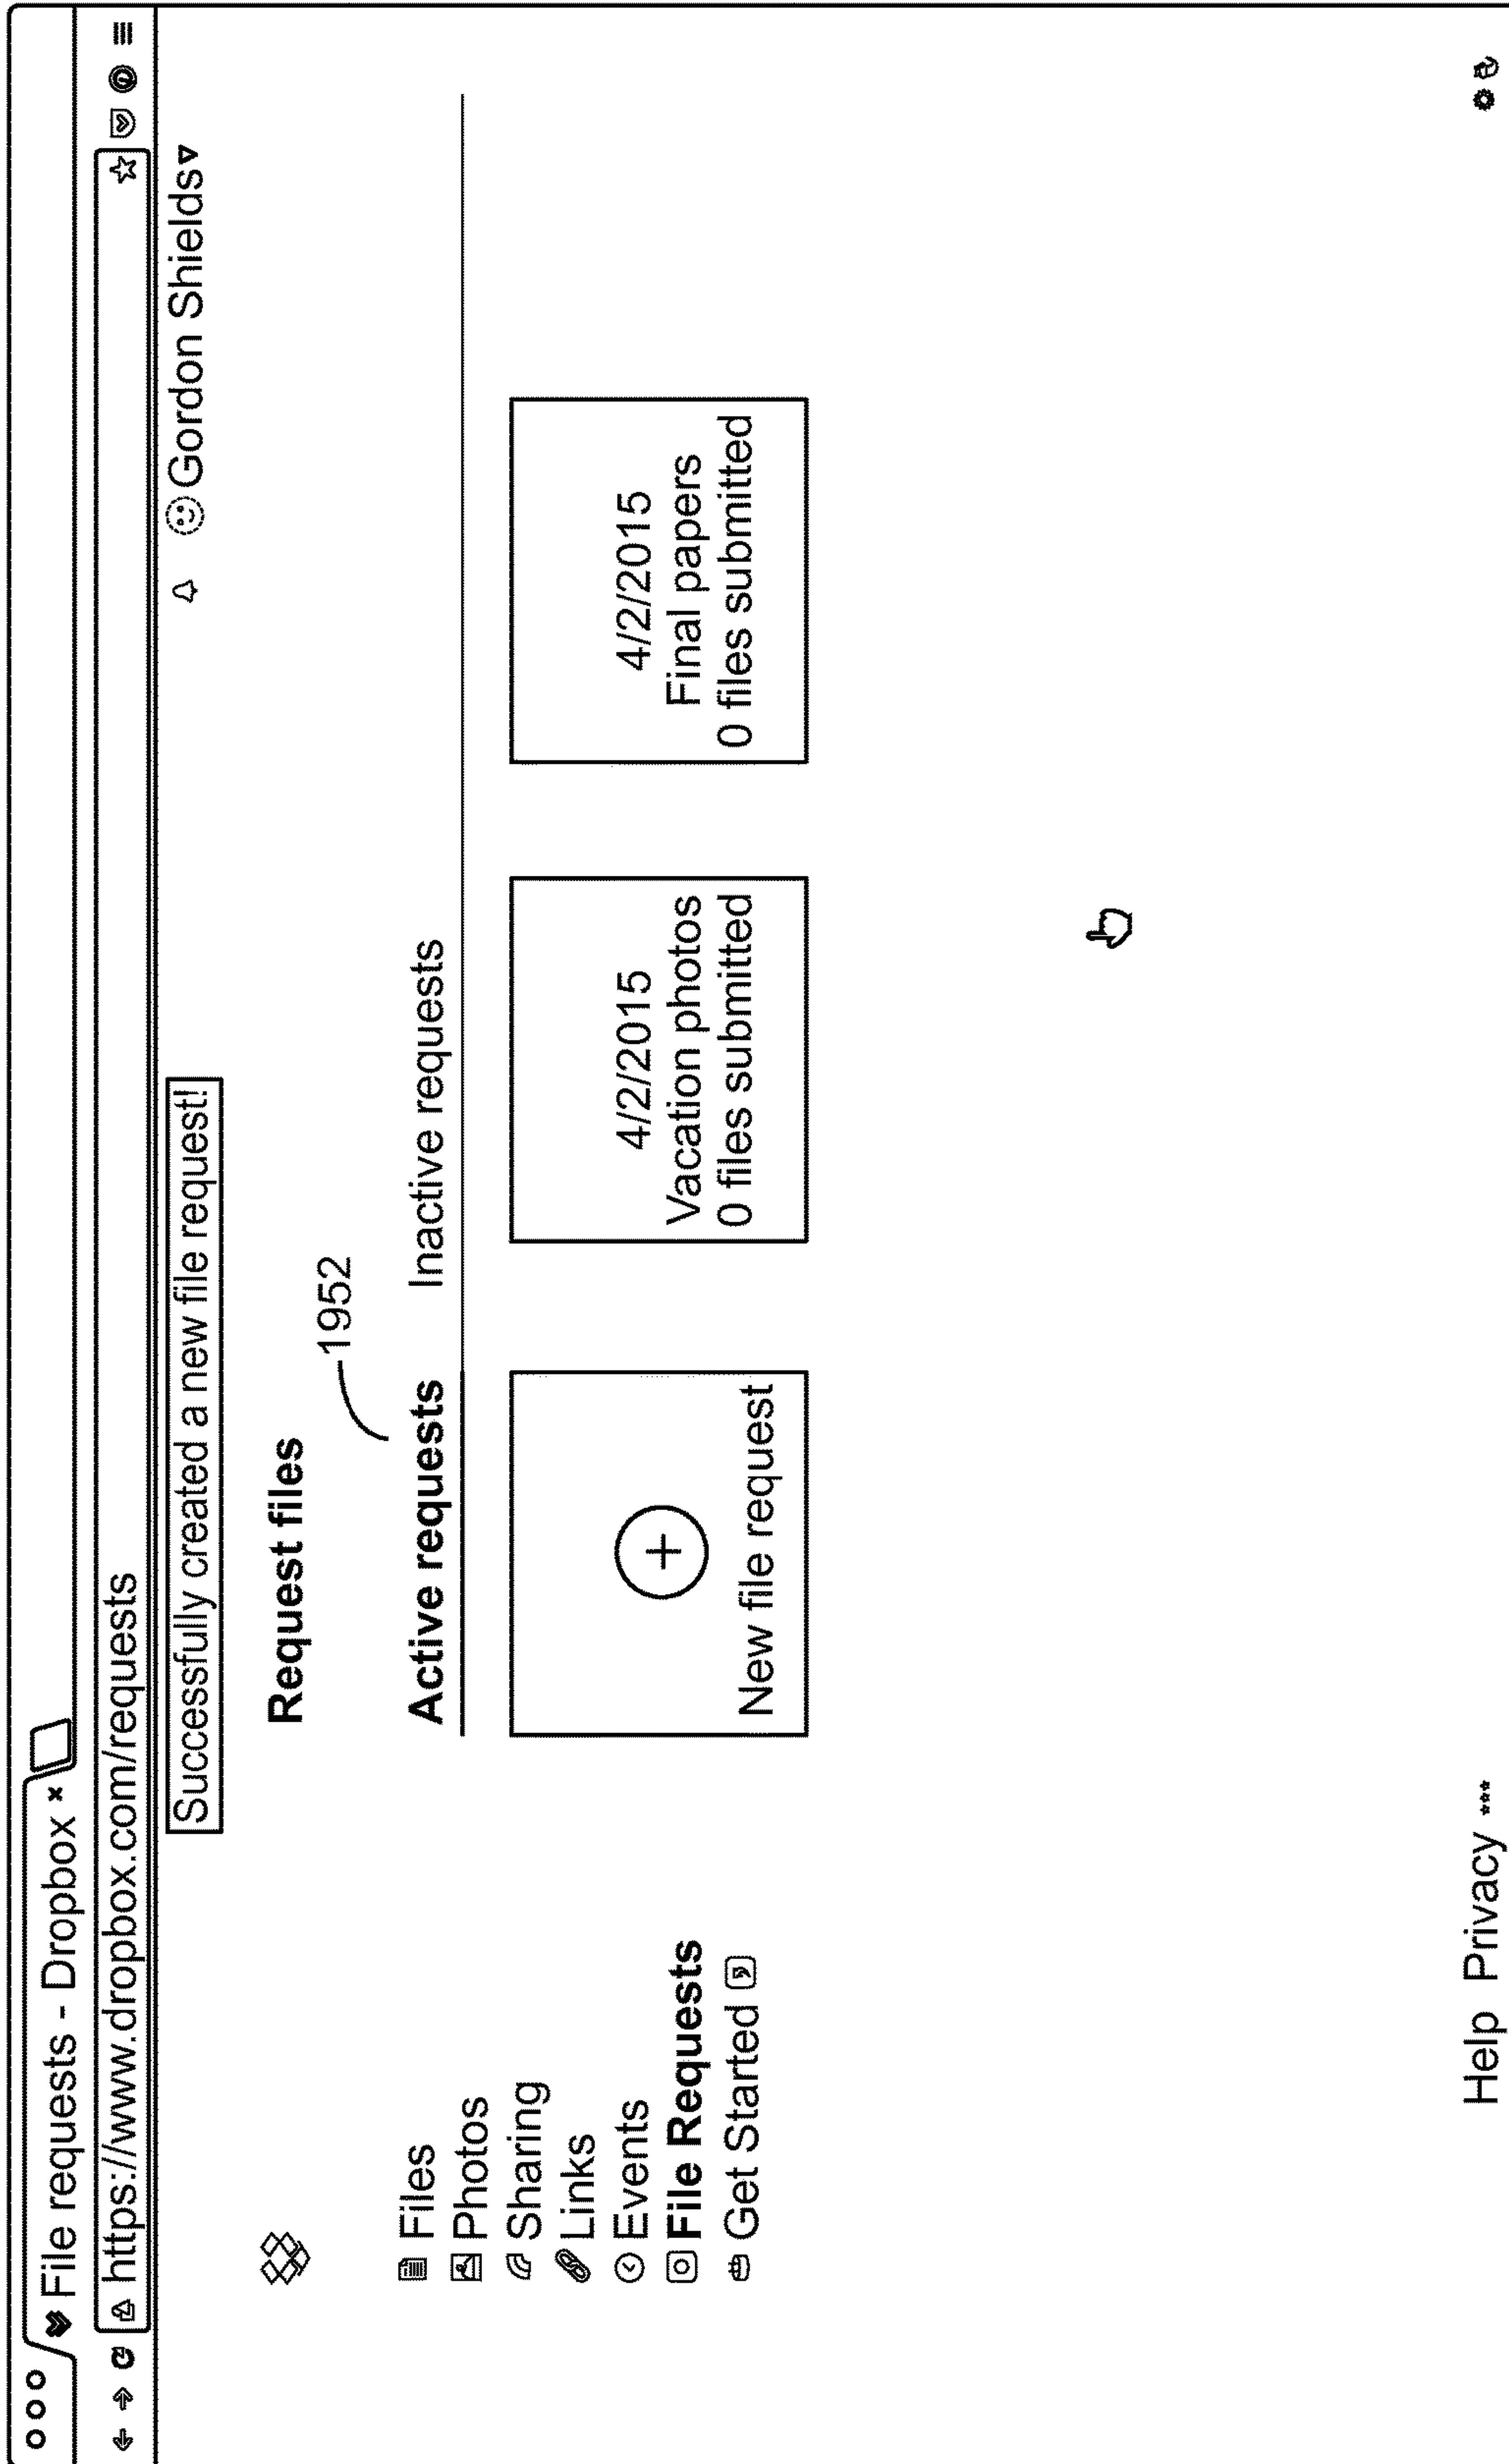 File requests - Dropbox ×
https://www.dropbox.com/requests
Successfully created a new file request!
Gordon Shields
Request files
1952
Active requests Inactive requests
Files
Photos
Sharing
Links
Events
File Requests
Get Started
New file request
4/2/2015
Vacation photos
0 files submitted
4/2/2015
Final papers
0 files submitted
Help Privacy ***